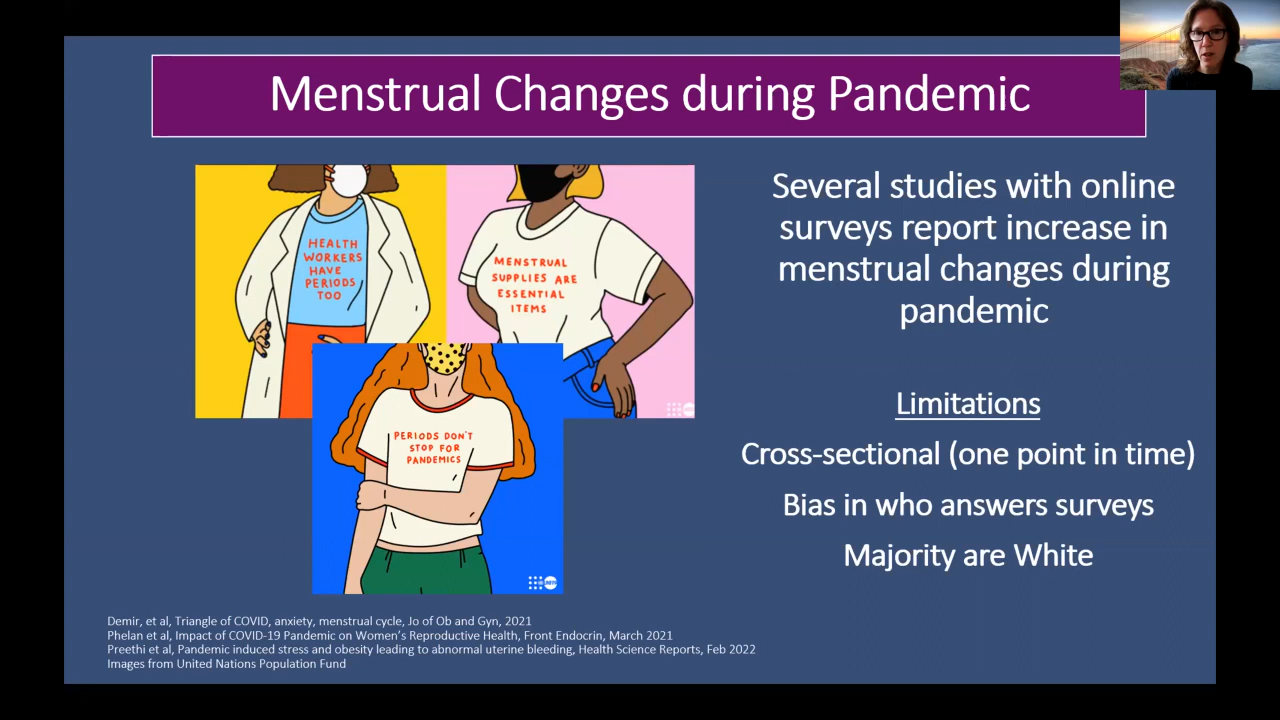 Menstrual Changes during Pandemic
HEALTH
WORKERS
HAVE
PERIODS
TOO
MENSTRUAL
SUPPLIES ARE
ESSENTIAL
ITEMS
PERIODS DON'T
STOP FOR
PANDEMICS
Several studies with online
surveys report increase in
menstrual changes during
pandemic
Limitations
Cross-sectional (one point in time)
Bias in who answers surveys
Majority are White
Demir, et al, Triangle of COVID, anxiety, menstrual cycle, Jo of Ob and Gyn, 2021
Phelan et al, Impact of COVID-19 Pandemic on Women's Reproductive Health, Front Endocrin, March 2021
Preethi et al, Pandemic induced stress and obesity leading to abnormal uterine bleeding, Health Science Reports, Feb 2022
Images from United Nations Population Fund